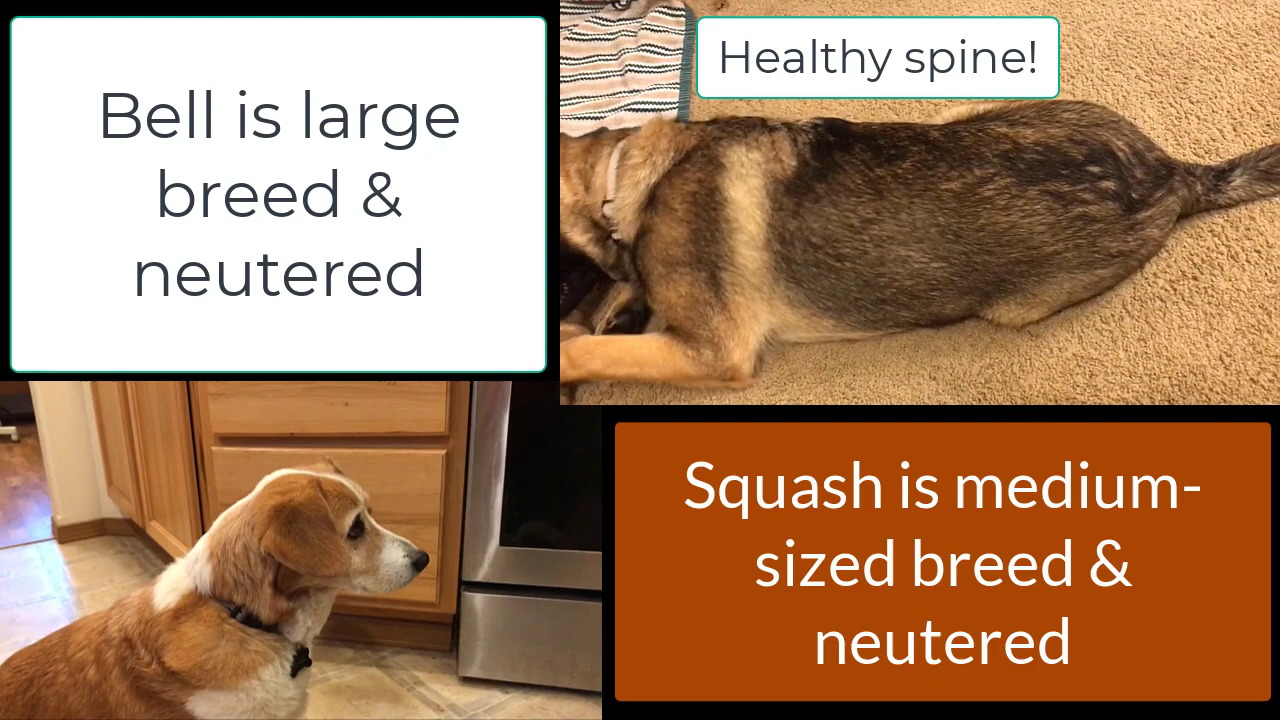 Bell is large
breed &
neutered
Healthy spine!
Squash is medium-
sized breed &
neutered